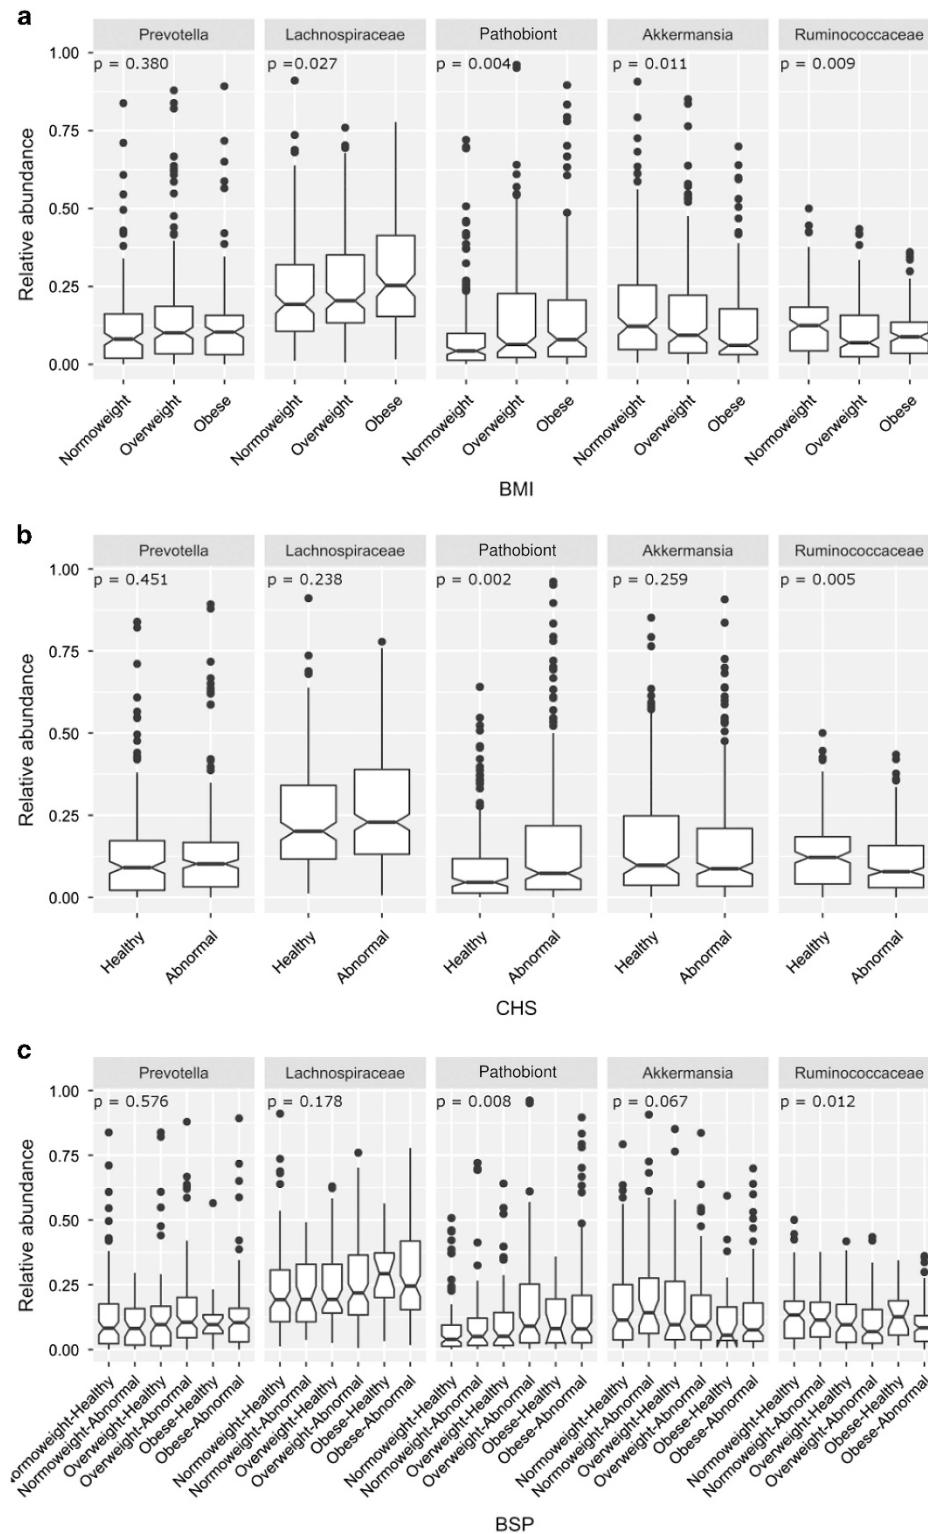 a
Prevotella Lachnospiraceae Pathobiont Akkermansia Ruminococcaceae
1.00
p = 0.380 p =0.027 p = 0.004 p = 0.011 p = 0.009
0.75
0.50
0.25
0.00
Relative abundance
Normoweight Overweight Obese Normoweight Overweight Obese Normoweight Overweight Obese Normoweight Overweight Obese Normoweight Overweight Obese
BMI
b
Prevotella Lachnospiraceae Pathobiont Akkermansia Ruminococcaceae
1.00
p = 0.451 p = 0.238 p = 0.002 p = 0.259 p = 0.005
0.75
0.50
0.25
0.00
Relative abundance
Healthy Abnormal Healthy Abnormal Healthy Abnormal Healthy Abnormal Healthy Abnormal
CHS
c
Prevotella Lachnospiraceae Pathobiont Akkermansia Ruminococcaceae
1.00
p = 0.576 p = 0.178 p = 0.008 p = 0.067 p = 0.012
0.75
0.50
0.25
0.00
Relative abundance
ormoweight-Healthy Normoweight-Abnormal Overweight-Healthy Overweight-Abnormal Obese-Healthy Obese-Abnormal Normoweight-Healthy Normoweight-Abnormal Overweight-Healthy Overweight-Abnormal Obese-Healthy Obese-Abnormal Normoweight-Healthy Normoweight-Abnormal Overweight-Healthy Overweight-Abnormal Obese-Healthy Obese-Abnormal Normoweight-Healthy Normoweight-Abnormal Overweight-Healthy Overweight-Abnormal Obese-Healthy Obese-Abnormal Normoweight-Healthy Normoweight-Abnormal Overweight-Healthy Overweight-Abnormal Obese-Healthy Obese-Abnormal
BSP